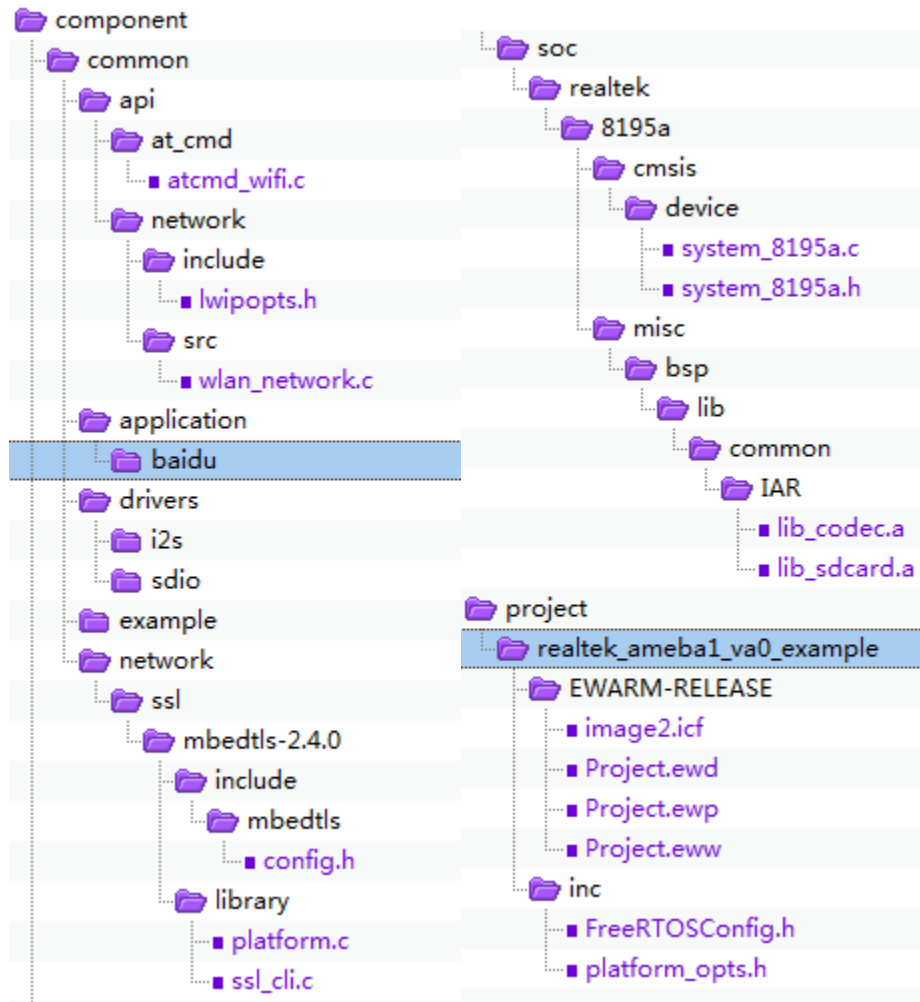 component
common
api
at_cmd
atcmd_wifi.c
network
include
lwipopts.h
src
wlan_network.c
application
baidu
drivers
i2s
sdio
example
network
ssl
mbedtls-2.4.0
include
mbedtls
config.h
library
platform.c
ssl_cli.c
soc
realtek
8195a
cmsis
device
system_8195a.c
system_8195a.h
misc
bsp
lib
common
IAR
lib_codec.a
lib_sdcard.a
project
realtek_ameba1_va0_example
EWARM-RELEASE
image2.icf
Project.ewd
Project.ewp
Project.eww
inc
FreeRTOSConfig.h
platform_opts.h